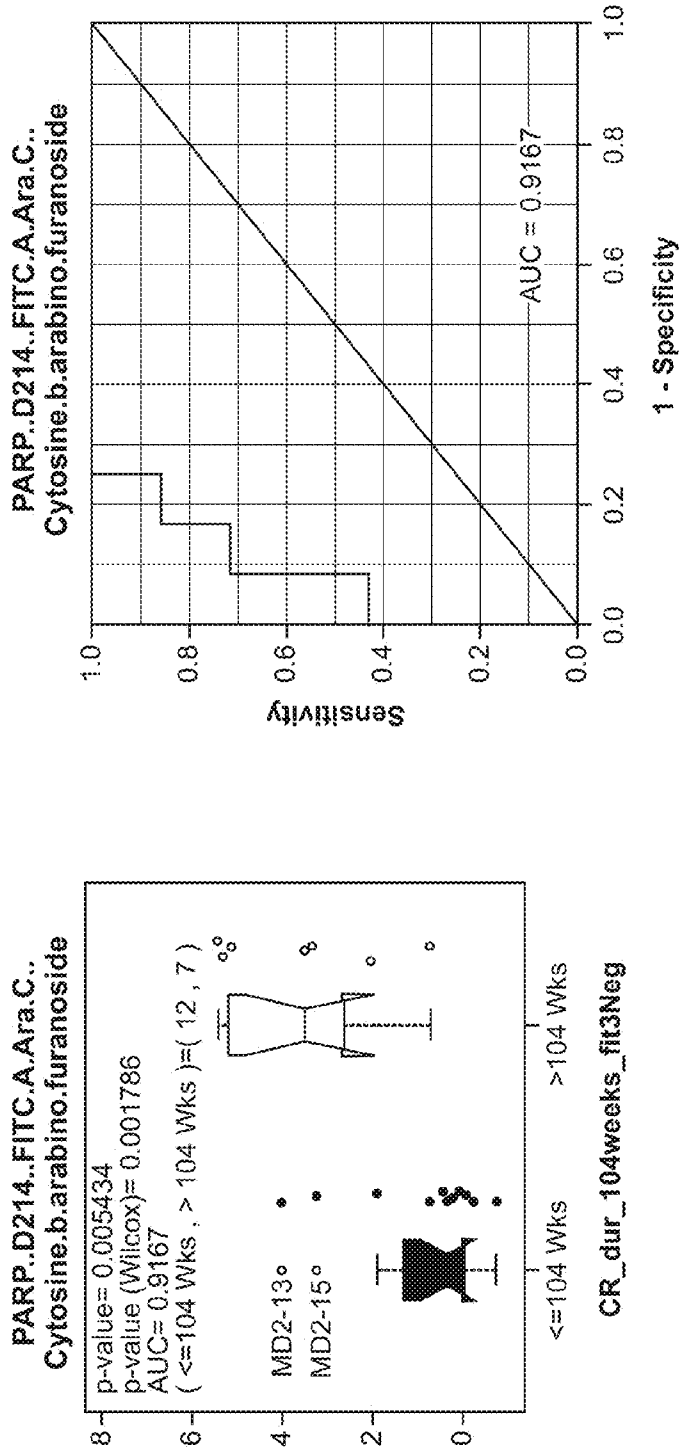 PARP..D214..FITC.A.Ara.C..
Cytosine.b.arabino.furanoside
p-value= 0.005434
p-value (Wilcox)= 0.001786
AUC= 0.9167
( <=104 Wks , > 104 Wks )=( 12 , 7 )
MD2-13
MD2-15
8
6
4
2
0
<=104 Wks
>104 Wks
CR_dur_104weeks_flt3Neg
PARP..D214..FITC.A.Ara.C..
Cytosine.b.arabino.furanoside
Sensitivity
1.0
0.8
0.6
0.4
0.2
0.0
AUC = 0.9167
0.0 0.2 0.4 0.6 0.8 1.0
1 - Specificity